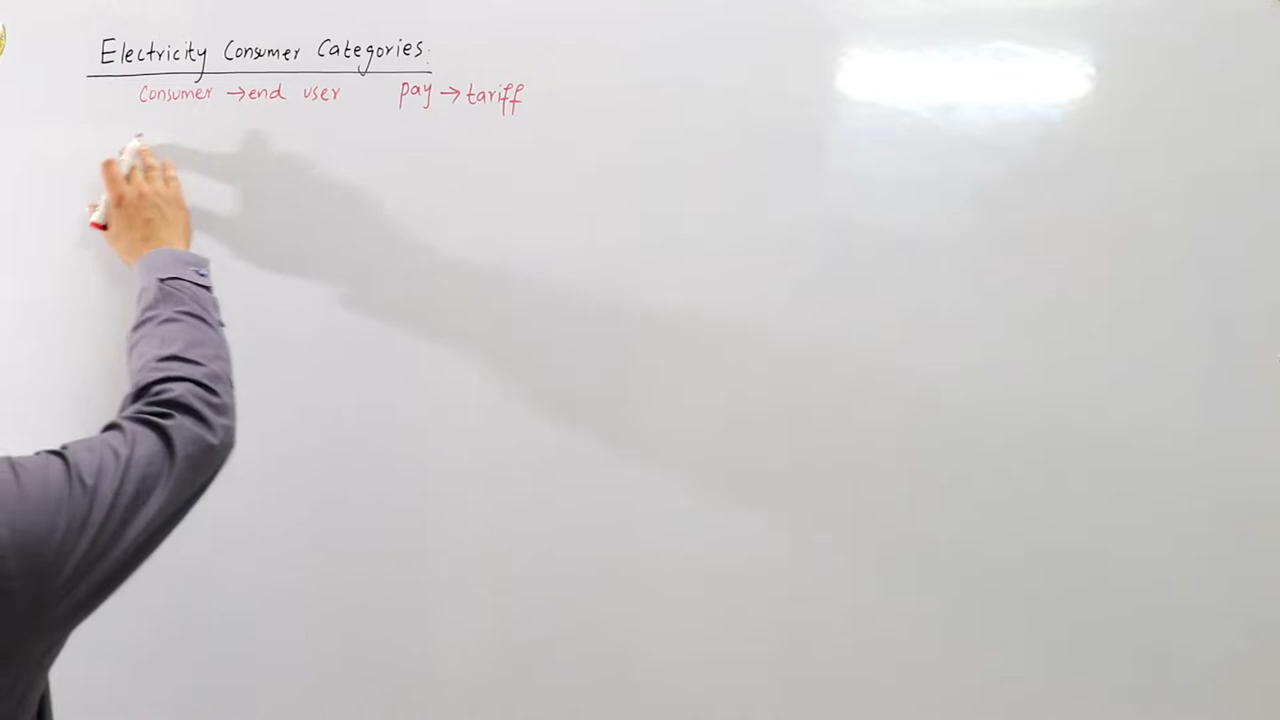 Electricity Consumer Categories:
Consumer → end user pay → tariff